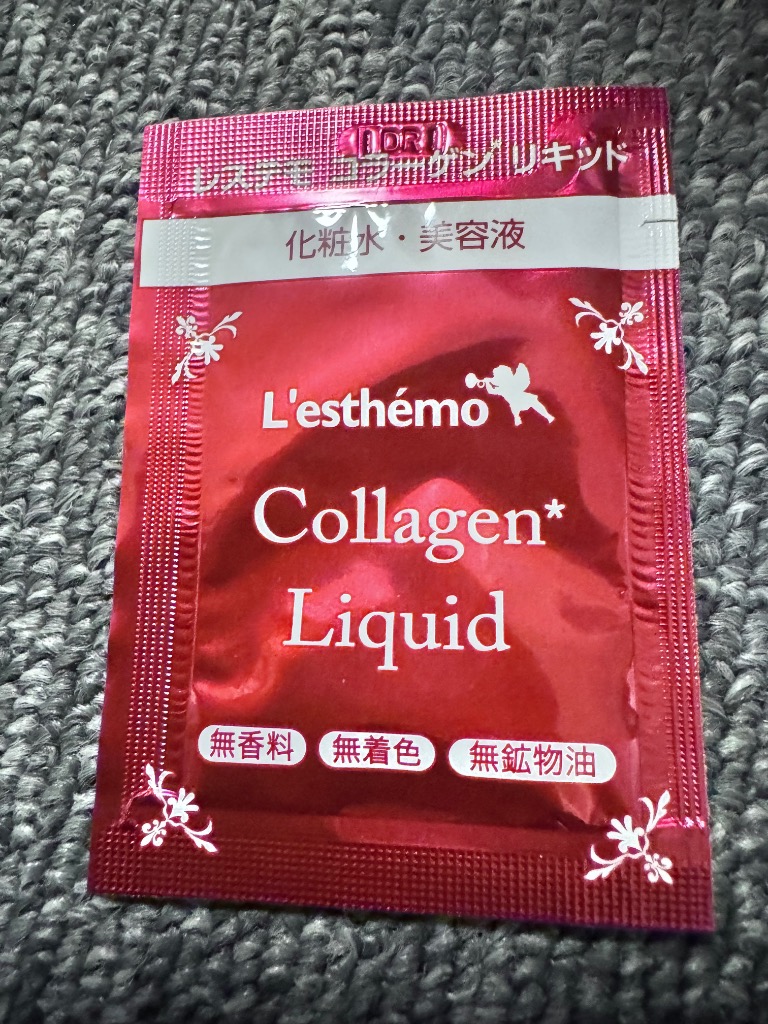 レステモ コラーゲン* リキッド
化粧水・美容液
L'esthémo
Collagen*
Liquid
無香料 無着色 無鉱物油